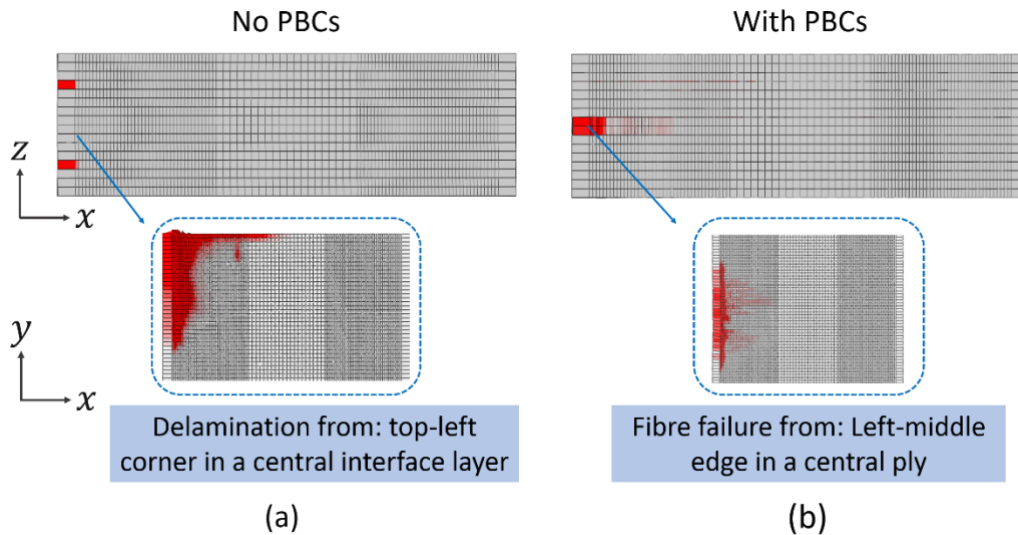 No PBCs
With PBCs
z
x
y
x
Delamination from: top-left
corner in a central interface layer
Fibre failure from: Left-middle
edge in a central ply
(a)
(b)